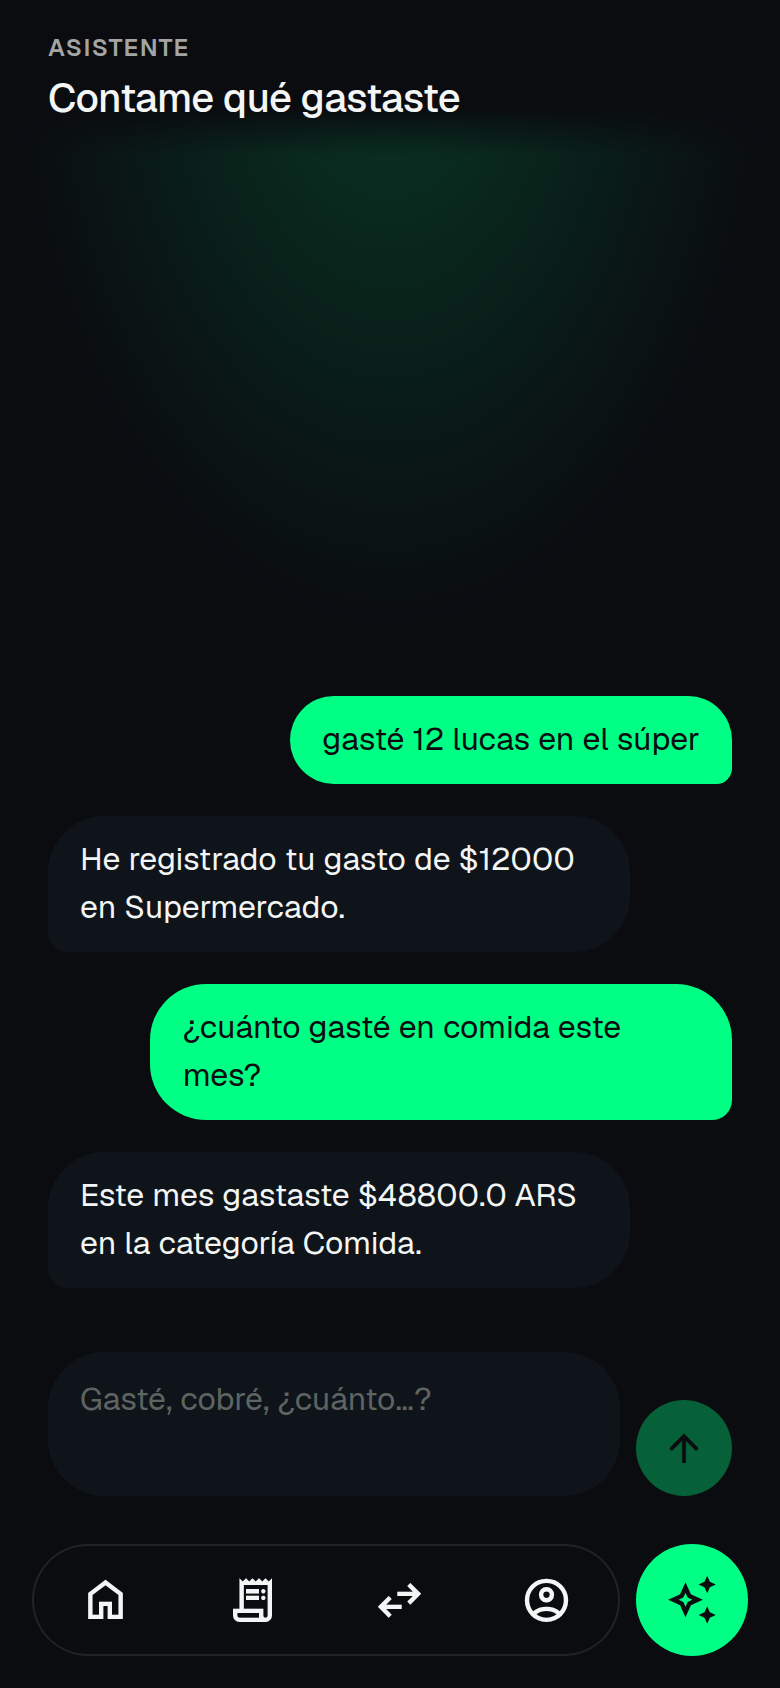 ASISTENTE
Contame qué gastaste
gasté 12 lucas en el súper
He registrado tu gasto de $12000
en Supermercado.
¿cuánto gasté en comida este
mes?
Este mes gastaste $48800.0 ARS
en la categoría Comida.
Gasté, cobré, ¿cuánto...?